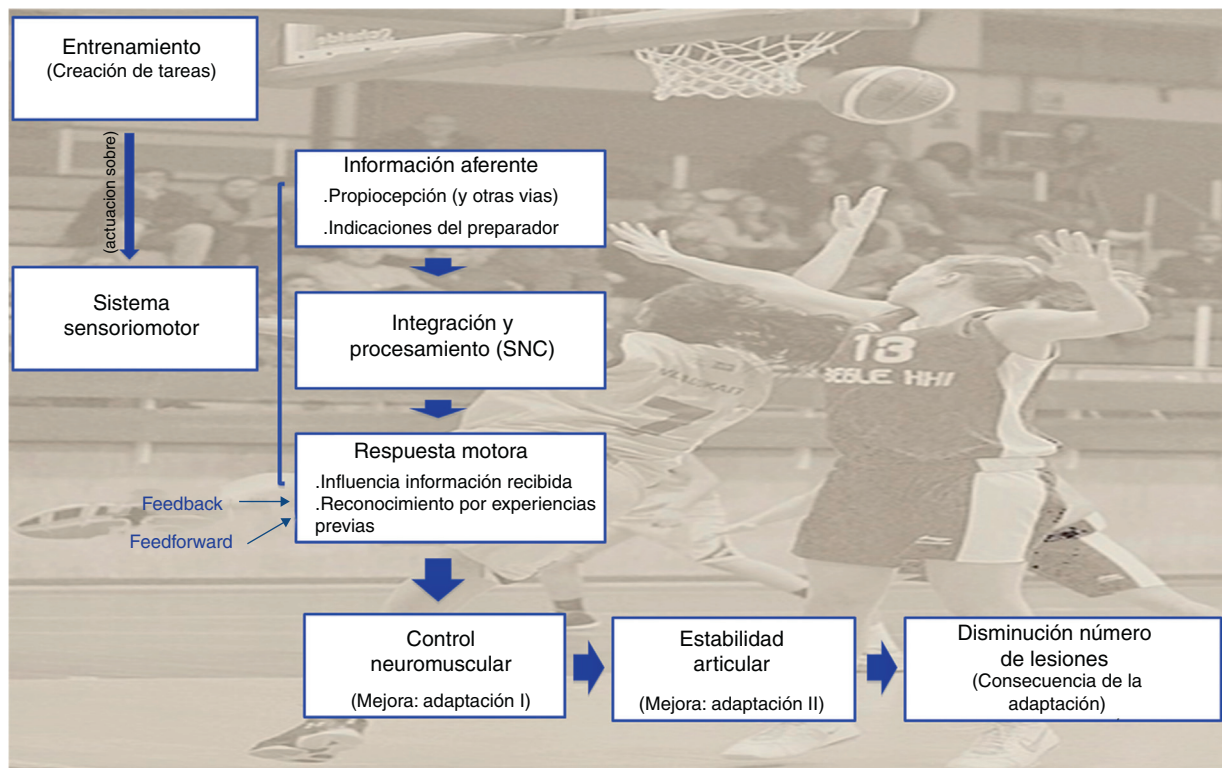 Entrenamiento
(Creación de tareas)
(actuacion sobre)
Sistema
sensoriomotor
Información aferente
.Propiocepción (y otras vias)
.Indicaciones del preparador
Integración y
procesamiento (SNC)
Respuesta motora
.Influencia información recibida
.Reconocimiento por experiencias
previas
Feedback
Feedforward
Control
neuromuscular
(Mejora: adaptación I)
Estabilidad
articular
(Mejora: adaptación II)
Disminución número
de lesiones
(Consecuencia de la
adaptación)
13